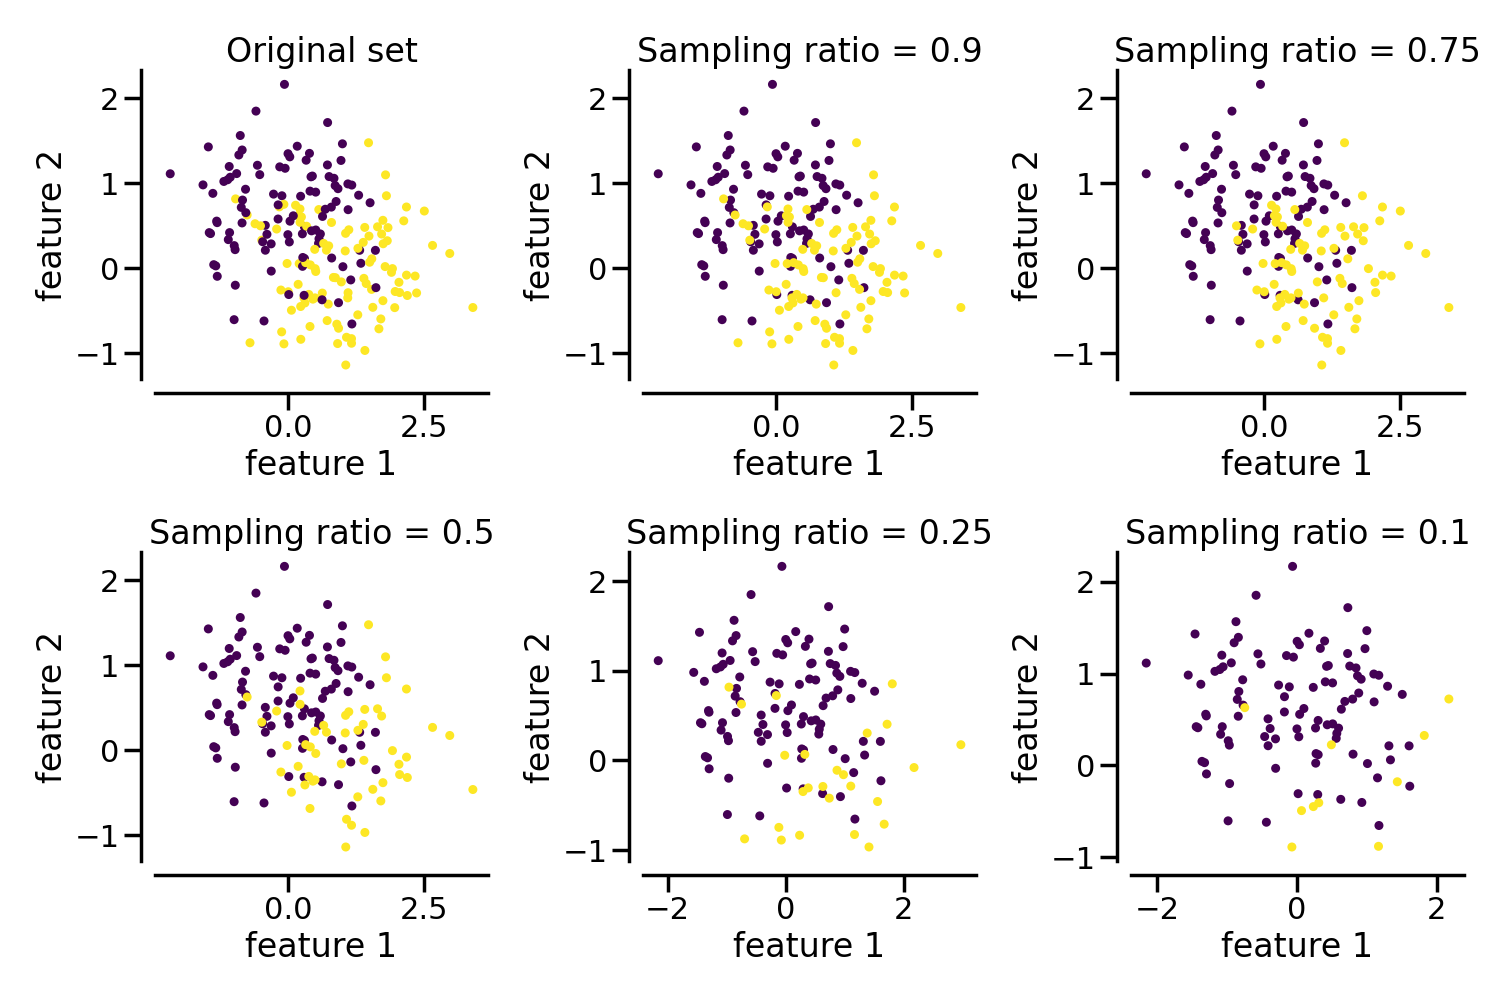 Original set
Sampling ratio = 0.9
Sampling ratio = 0.75
2
1
0
−1
feature 2
0.0
2.5
feature 1
2
1
0
−1
feature 2
0.0
2.5
feature 1
2
1
0
−1
feature 2
0.0
2.5
feature 1
Sampling ratio = 0.5
Sampling ratio = 0.25
Sampling ratio = 0.1
2
1
0
−1
feature 2
0.0
2.5
feature 1
2
1
0
−1
feature 2
−2
0
2
feature 1
2
1
0
−1
feature 2
−2
0
2
feature 1